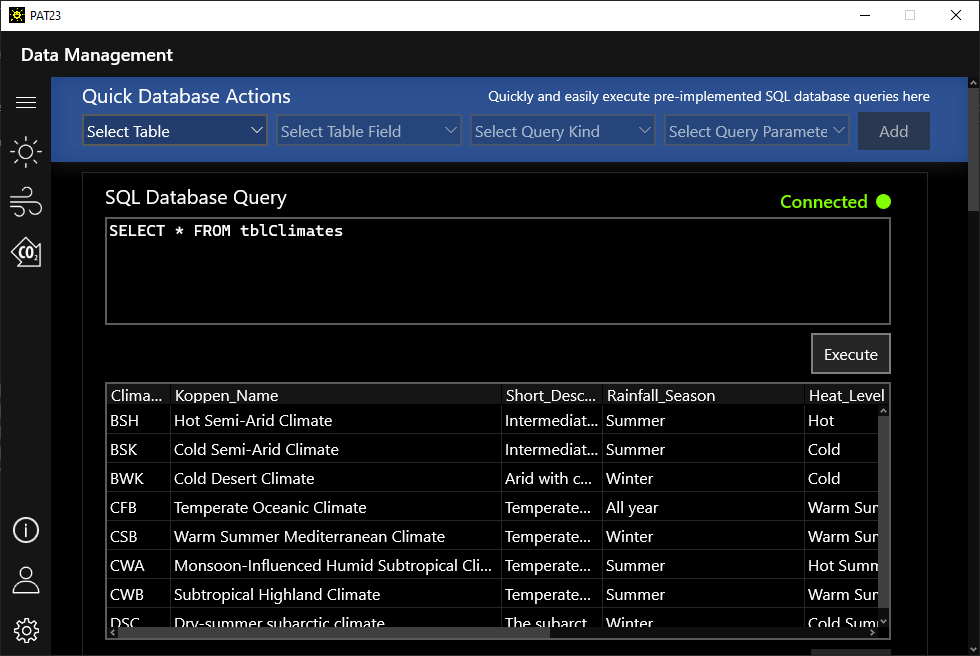 PAT23
Data Management
Quick Database Actions
Quickly and easily execute pre-implemented SQL database queries here
Select Table Select Table Field Select Query Kind Select Query Paramete Add
CO2
SQL Database Query
Connected
SELECT * FROM tblClimates
Execute
Clima... Koppen_Name Short_Desc... Rainfall_Season Heat_Level
BSH Hot Semi-Arid Climate Intermediat... Summer Hot
BSK Cold Semi-Arid Climate Intermediat... Summer Cold
BWK Cold Desert Climate Arid with c... Winter Cold
CFB Temperate Oceanic Climate Temperate... All year Warm Sur
CSB Warm Summer Mediterranean Climate Temperate... Winter Warm Sur
CWA Monsoon-Influenced Humid Subtropical Cli... Temperate... Summer Hot Summ
CWB Subtropical Highland Climate Temperate... Summer Warm Sur
DSC Dry-summer subarctic climate The subarct... Winter Cold Sum